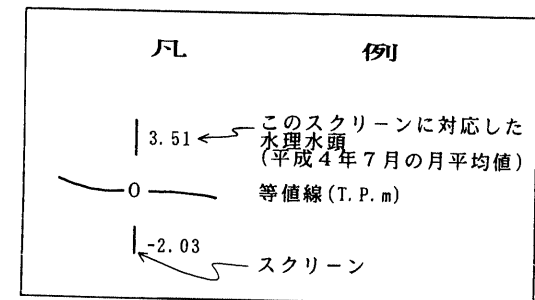 凡 例
3.51
このスクリーンに対応した
水理水頭
(平成4年7月の月平均値)
0
等値線(T.P.m)
-2.03
スクリーン